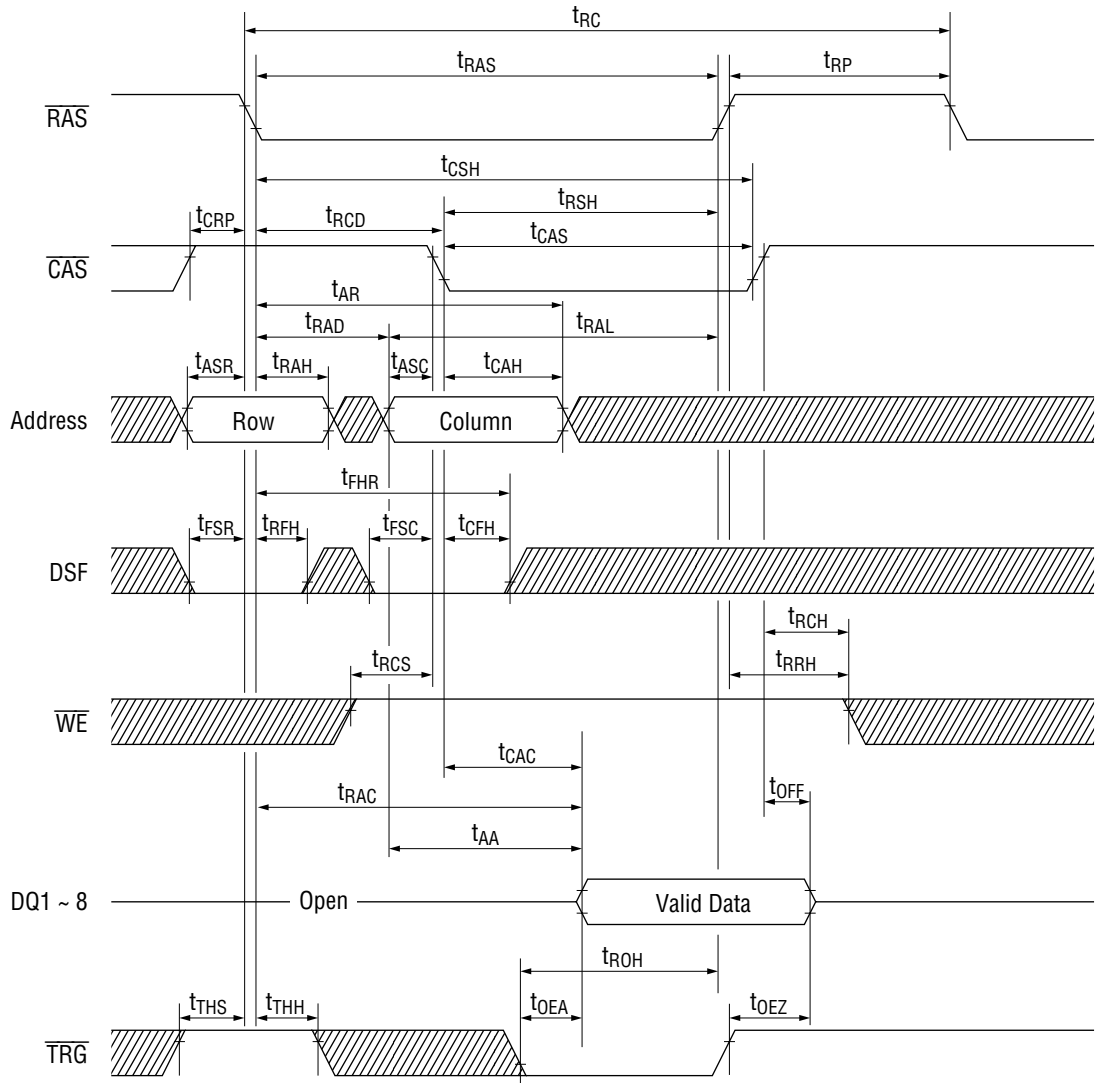 tRC
tRAS tRP
RAS
tCSH
tRSH
tCRP tRCD
tCAS
CAS
tAR
tRAD tRAL
tASR tRAH tASC tCAH
Address Row Column
tFHR
tFSR tRFH tFSC tCFH
DSF
tRCH
tRCS tRRH
WE
tCAC
tRAC tOFF
tAA
DQ1 ~ 8 Open Valid Data
tROH
tTHS tTHH tOEA tOEZ
TRG